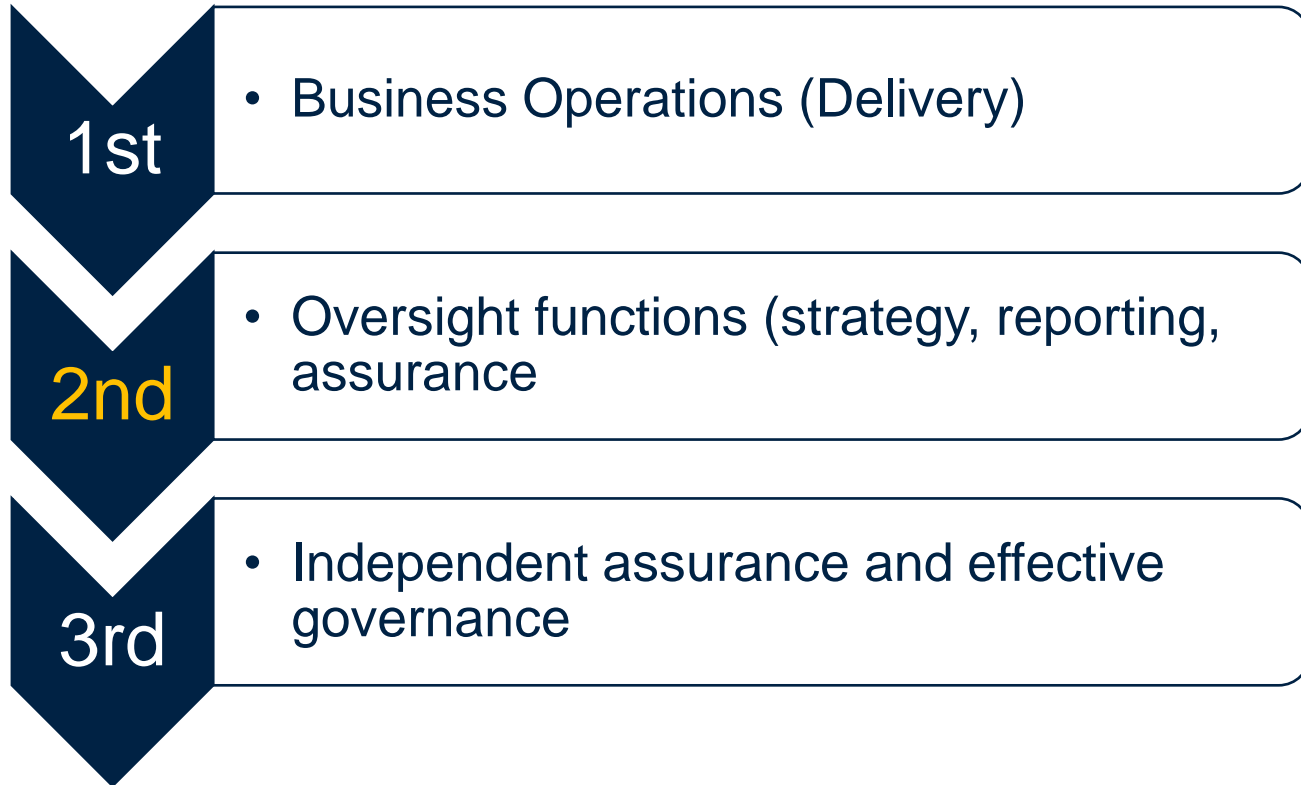 1st
• Business Operations (Delivery)
2nd
• Oversight functions (strategy, reporting,
assurance
3rd
• Independent assurance and effective
governance